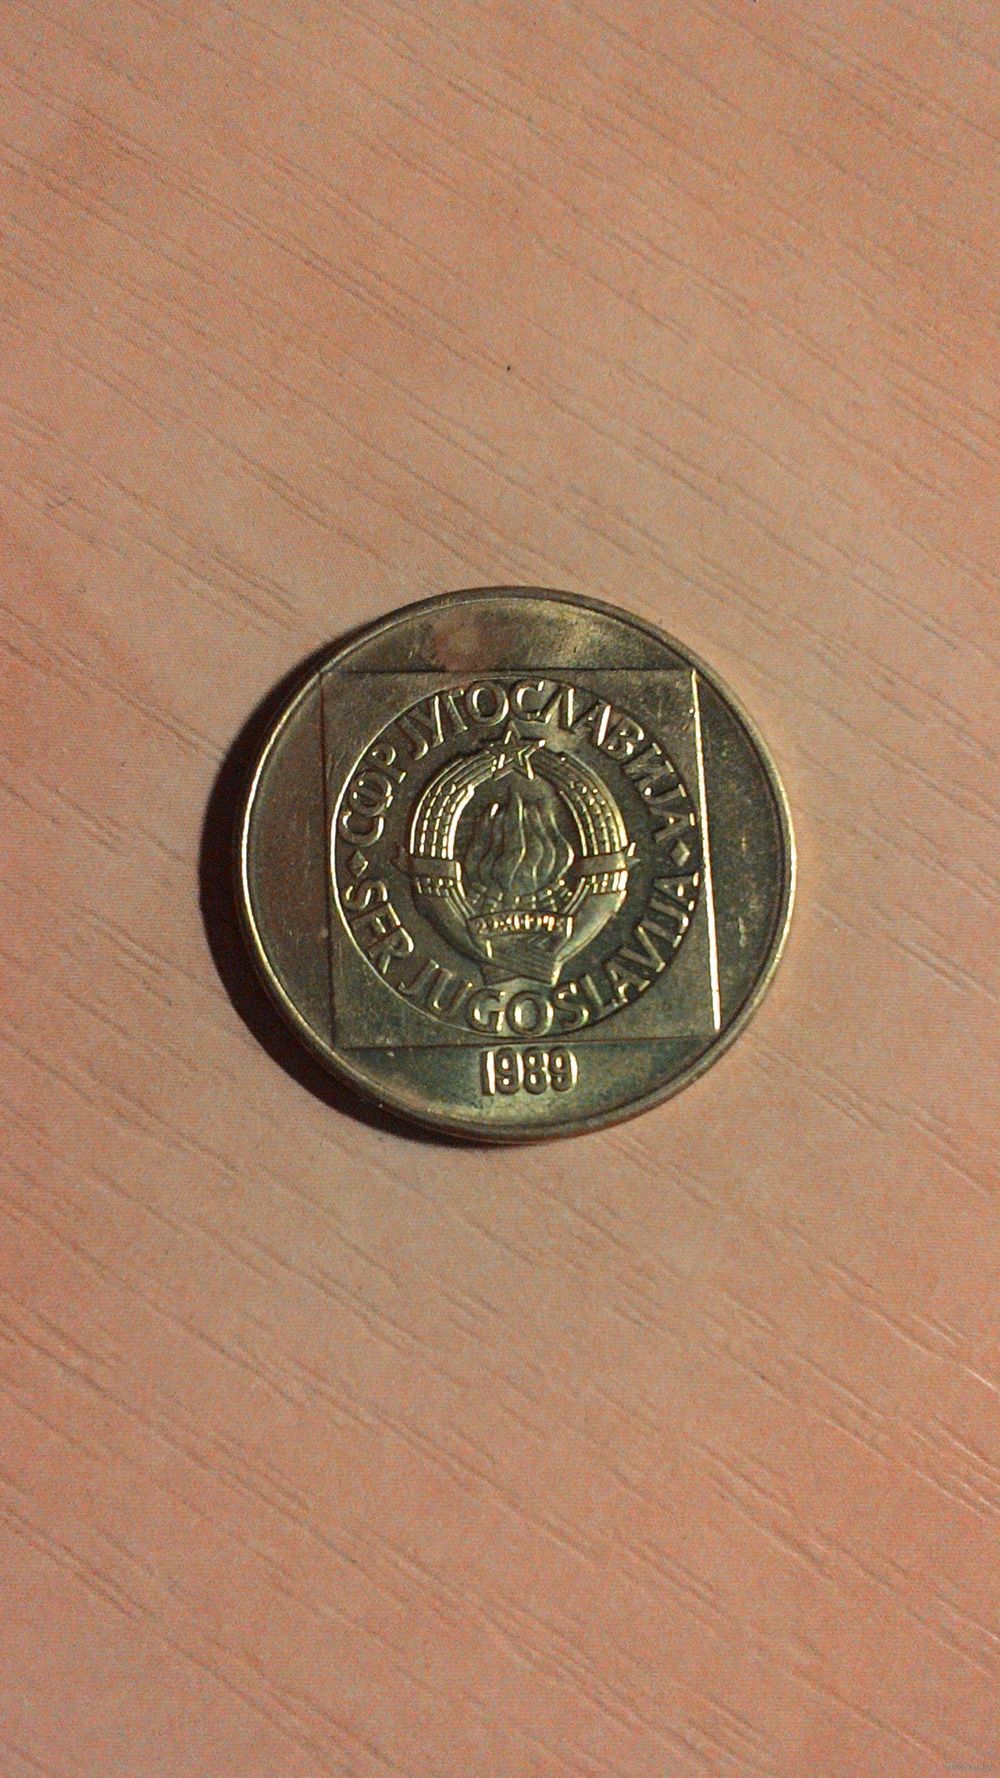 СФР ЈУГОСЛАВИЈА
SFR JUGOSLAVIJA
1989